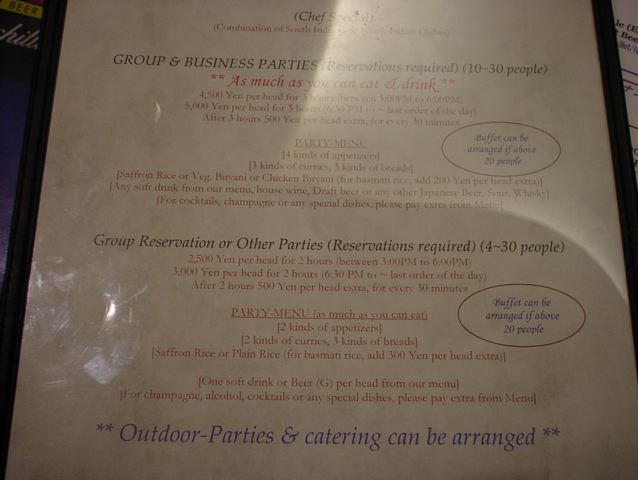 BEER
(Chef Special)
(Combination of South Indian and North Indian Dishes)
GROUP & BUSINESS PARTIES (Reservations required) (10~30 people)
** As much as you can eat & drink **
4,500 Yen per head for 3 hours (between 3:00PM to 6:00PM)
5,000 Yen per head for 3 hours (6:30 PM to ~ last order of the day)
After 3 hours 500 Yen per head extra, for every 30 minutes
Buffet can be
arranged if above
20 people
PARTY-MENU
[4 kinds of appetizers]
[3 kinds of curries, 3 kinds of breads]
[Saffron Rice or Veg. Biryani or Chicken Biryani (for basmati rice, add 200 Yen per head extra)]
[Any soft drink from our menu, house wine, Draft beer or any other Japanese Beer, Sour, Whisky]
[For cocktails, champagne or any special dishes, please pay extra from Menu]
Group Reservation or Other Parties (Reservations required) (4~30 people)
2,500 Yen per head for 2 hours (between 3:00PM to 6:00PM)
3,000 Yen per head for 2 hours (6:30 PM to ~ last order of the day)
After 2 hours 500 Yen per head extra, for every 30 minutes
Buffet can be
arranged if above
20 people
PARTY-MENU (as much as you can eat)
[2 kinds of appetizers]
[2 kinds of curries, 3 kinds of breads]
[Saffron Rice or Plain Rice (for basmati rice, add 300 Yen per head extra)]
[One soft drink or Beer (G) per head from our menu]
[For champagne, alcohol, cocktails or any special dishes, please pay extra from Menu]
** Outdoor-Parties & catering can be arranged **